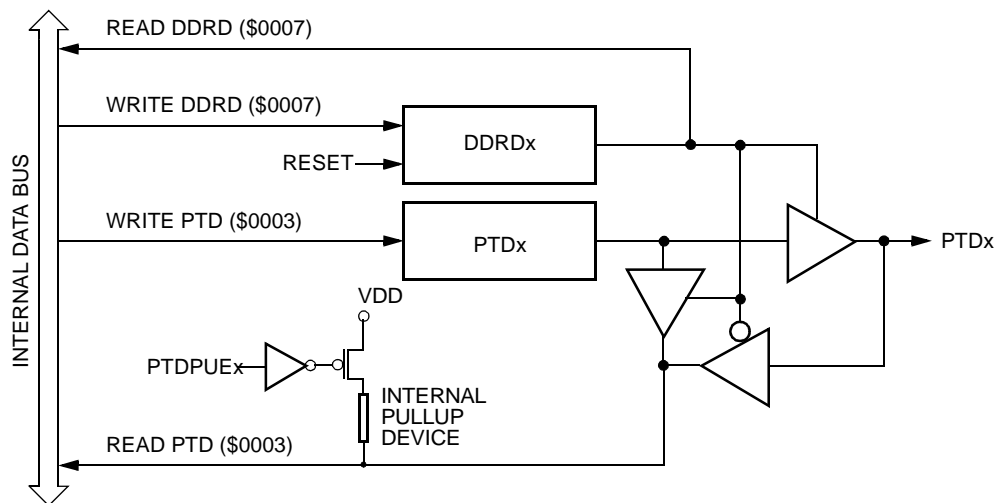 READ DDRD ($0007)
WRITE DDRD ($0007)
DDRDx
RESET
WRITE PTD ($0003)
PTDx
PTDx
INTERNAL DATA BUS
VDD
PTDPUEx
INTERNAL
PULLUP
DEVICE
READ PTD ($0003)